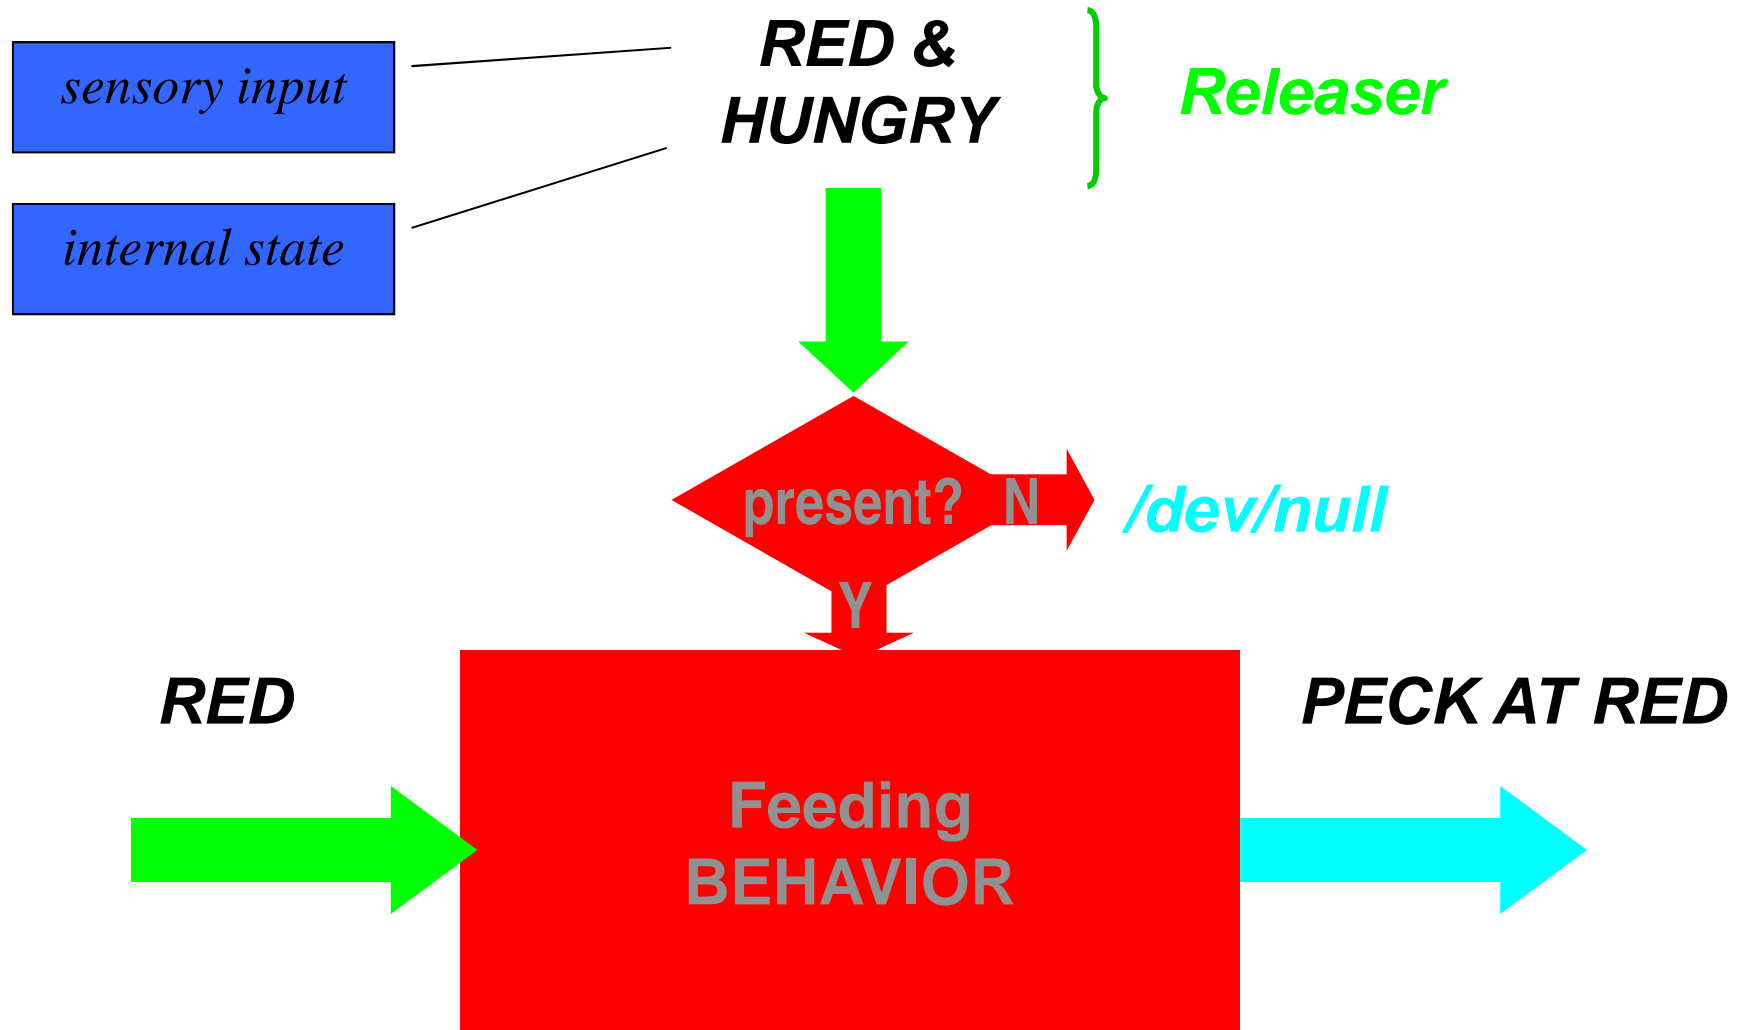 sensory input
RED &
HUNGRY
Releaser
internal state
present?
N
/dev/null
Y
RED
PECK AT RED
Feeding
BEHAVIOR